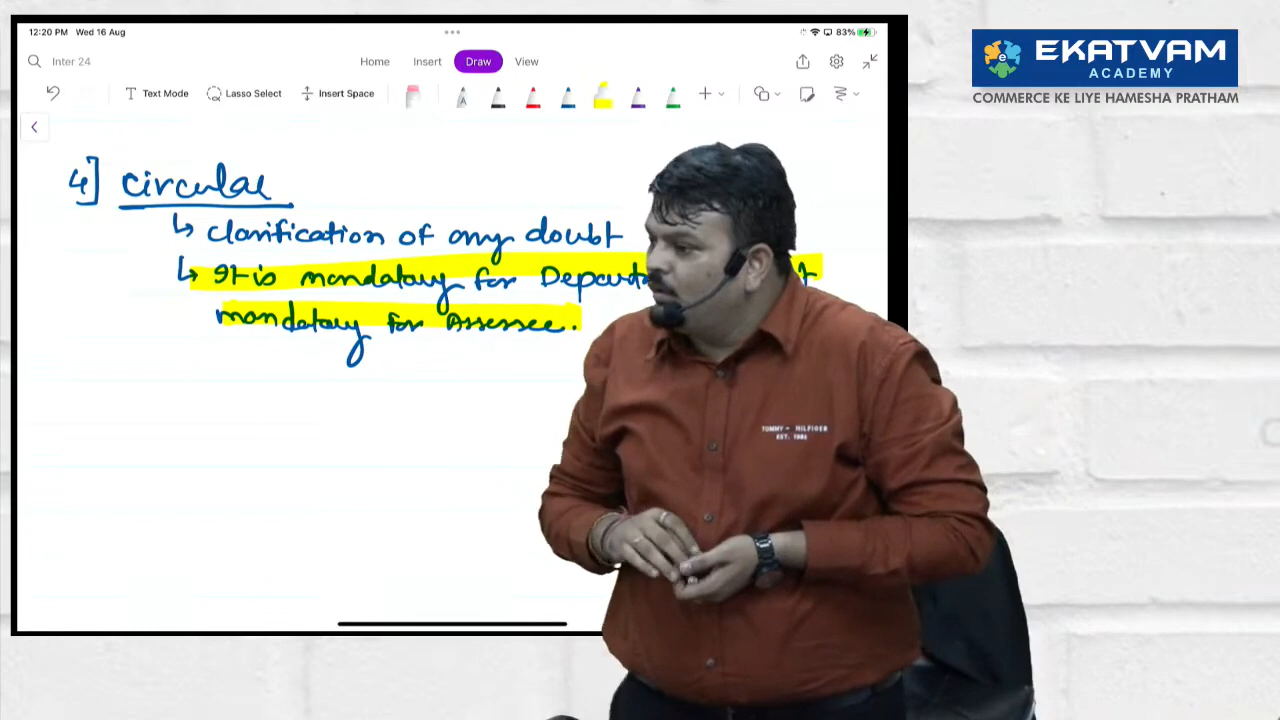 12:20 PM Wed 16 Aug
83%
Inter 24
Home Insert Draw View
Text Mode Lasso Select Insert Space
4] circular
↳ clarification of any doubt
↳ It is mandatory for
mandatory for Assessee.
EKATVAM
ACADEMY
COMMERCE KE LIYE HAMESHA PRATHAM
TOMMY HILFIGER
EST. 1985